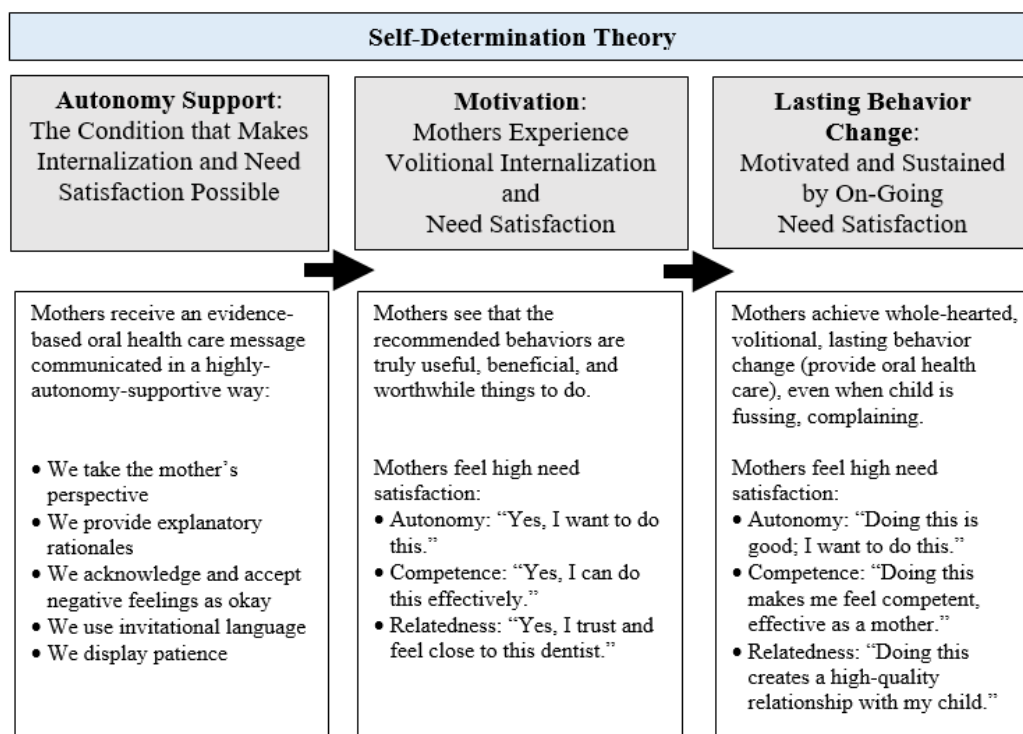 Self-Determination Theory
Autonomy Support:
The Condition that Makes
Internalization and Need
Satisfaction Possible
Motivation:
Mothers Experience
Volitional Internalization
and
Need Satisfaction
Lasting Behavior
Change:
Motivated and Sustained
by On-Going
Need Satisfaction
Mothers receive an evidence-
based oral health care message
communicated in a highly-
autonomy-supportive way:
• We take the mother’s
perspective
• We provide explanatory
rationales
• We acknowledge and accept
negative feelings as okay
• We use invitational language
• We display patience
Mothers see that the
recommended behaviors are
truly useful, beneficial, and
worthwhile things to do.
Mothers feel high need
satisfaction:
• Autonomy: “Yes, I want to do
this.”
• Competence: “Yes, I can do
this effectively.”
• Relatedness: “Yes, I trust and
feel close to this dentist.”
Mothers achieve whole-hearted,
volitional, lasting behavior
change (provide oral health
care), even when child is
fussing, complaining.
Mothers feel high need
satisfaction:
• Autonomy: “Doing this is
good; I want to do this.”
• Competence: “Doing this
makes me feel competent,
effective as a mother.”
• Relatedness: “Doing this
creates a high-quality
relationship with my child.”